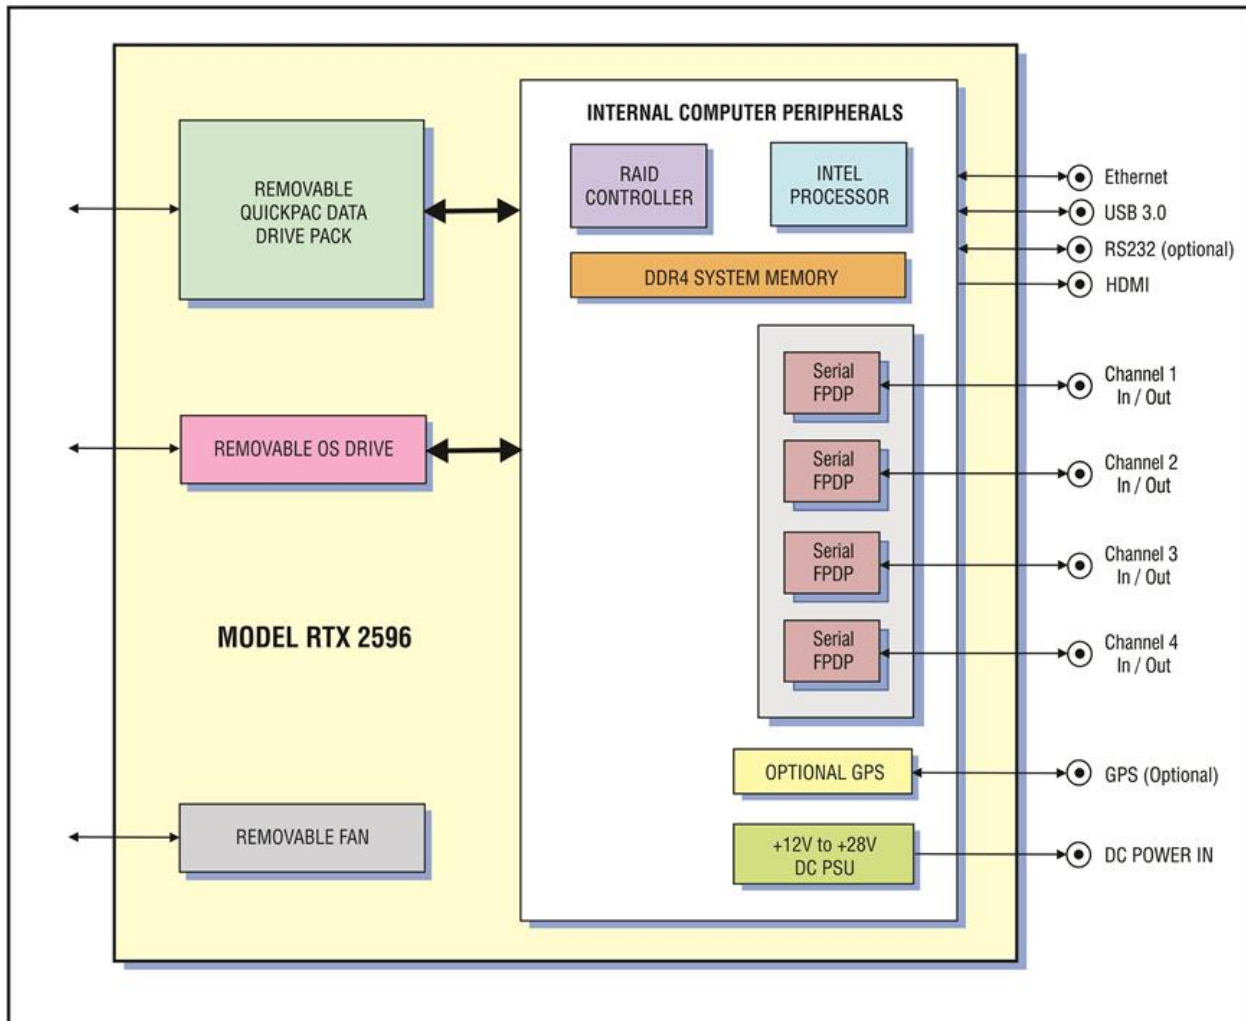 INTERNAL COMPUTER PERIPHERALS
REMOVABLE
QUICKPAC DATA
DRIVE PACK
RAID
CONTROLLER
INTEL
PROCESSOR
DDR4 SYSTEM MEMORY
Ethernet
USB 3.0
RS232 (optional)
HDMI
Serial
FPDP
Channel 1
In / Out
REMOVABLE OS DRIVE
Serial
FPDP
Channel 2
In / Out
Serial
FPDP
Channel 3
In / Out
MODEL RTX 2596
Serial
FPDP
Channel 4
In / Out
OPTIONAL GPS
GPS (Optional)
REMOVABLE FAN
+12V to +28V
DC PSU
DC POWER IN